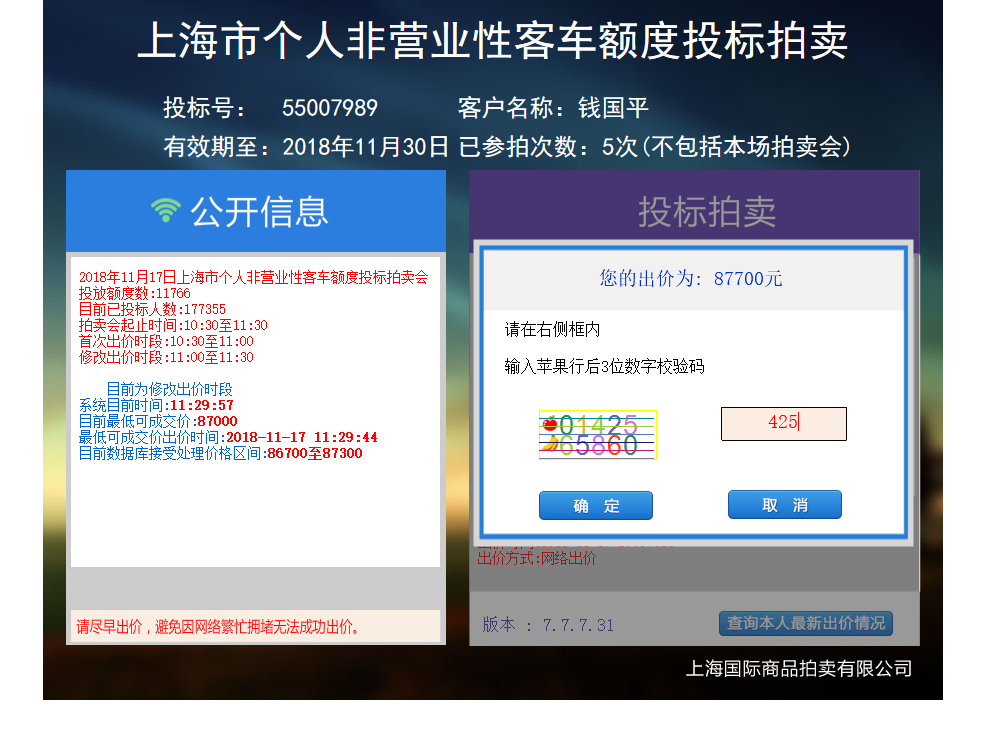 上海市个人非营业性客车额度投标拍卖
投标号： 55007989 客户名称：钱国平
有效期至：2018年11月30日 已参拍次数：5次(不包括本场拍卖会)
公开信息
2018年11月17日上海市个人非营业性客车额度投标拍卖会
投放额度数:11766
目前已投标人数:177355
拍卖会起止时间:10:30至11:30
首次出价时段:10:30至11:00
修改出价时段:11:00至11:30
目前为修改出价时段
系统目前时间:11:29:57
目前最低可成交价:87000
最低可成交价出价时间:2018-11-17 11:29:44
目前数据库接受处理价格区间:86700至87300
请尽早出价，避免因网络繁忙拥堵无法成功出价。
投标拍卖
您的出价为: 87700元
请在右侧框内
输入苹果行后3位数字校验码
01425
65860
425
确 定
取 消
出价方式:网络出价
版本 : 7.7.7.31
查询本人最新出价情况
上海国际商品拍卖有限公司